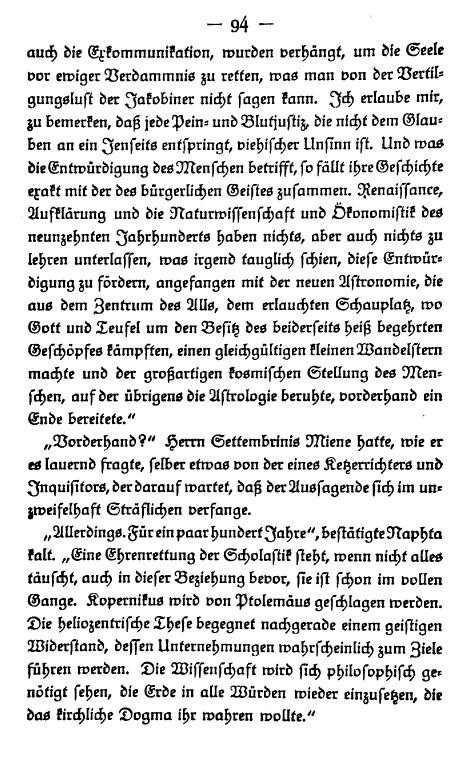 — 94 —
auch die Exkommunikation, wurden verhängt, um die Seele
vor ewiger Verdammnis zu retten, was man von der Vertil-
gungslust der Jakobiner nicht sagen kann. Ich erlaube mir,
zu bemerken, daß jede Pein- und Blutjustiz, die nicht dem Glau-
ben an ein Jenseits entspringt, viehischer Unsinn ist. Und was
die Entwürdigung des Menschen betrifft, so fällt ihre Geschichte
exakt mit der des bürgerlichen Geistes zusammen. Renaissance,
Aufklärung und die Naturwissenschaft und Ökonomistik des
neunzehnten Jahrhunderts haben nichts, aber auch nichts zu
lehren unterlassen, was irgend tauglich schien, diese Entwür-
digung zu fördern, angefangen mit der neuen Astronomie, die
aus dem Zentrum des Alls, dem erlauchten Schauplatz, wo
Gott und Teufel um den Besitz des beiderseits heiß begehrten
Geschöpfes kämpften, einen gleichgültigen kleinen Wandelstern
machte und der großartigen kosmischen Stellung des Men-
schen, auf der übrigens die Astrologie beruhte, vorderhand ein
Ende bereitete.“
„Vorderhand?“ Herrn Settembrinis Miene hatte, wie er
es lauernd fragte, selber etwas von der eines Ketzerrichters und
Inquisitors, der darauf wartet, daß der Aussagende sich im un-
zweifelhaft Sträflichen verfange.
„Allerdings. Für ein paar hundert Jahre“, bestätigte Naphta
kalt. „Eine Ehrenrettung der Scholastik steht, wenn nicht alles
täuscht, auch in dieser Beziehung bevor, sie ist schon im vollen
Gange. Kopernikus wird von Ptolemäus geschlagen werden.
Die heliozentrische These begegnet nachgerade einem geistigen
Widerstand, dessen Unternehmungen wahrscheinlich zum Ziele
führen werden. Die Wissenschaft wird sich philosophisch ge-
nötigt sehen, die Erde in alle Würden wieder einzusetzen, die
das kirchliche Dogma ihr wahren wollte.“